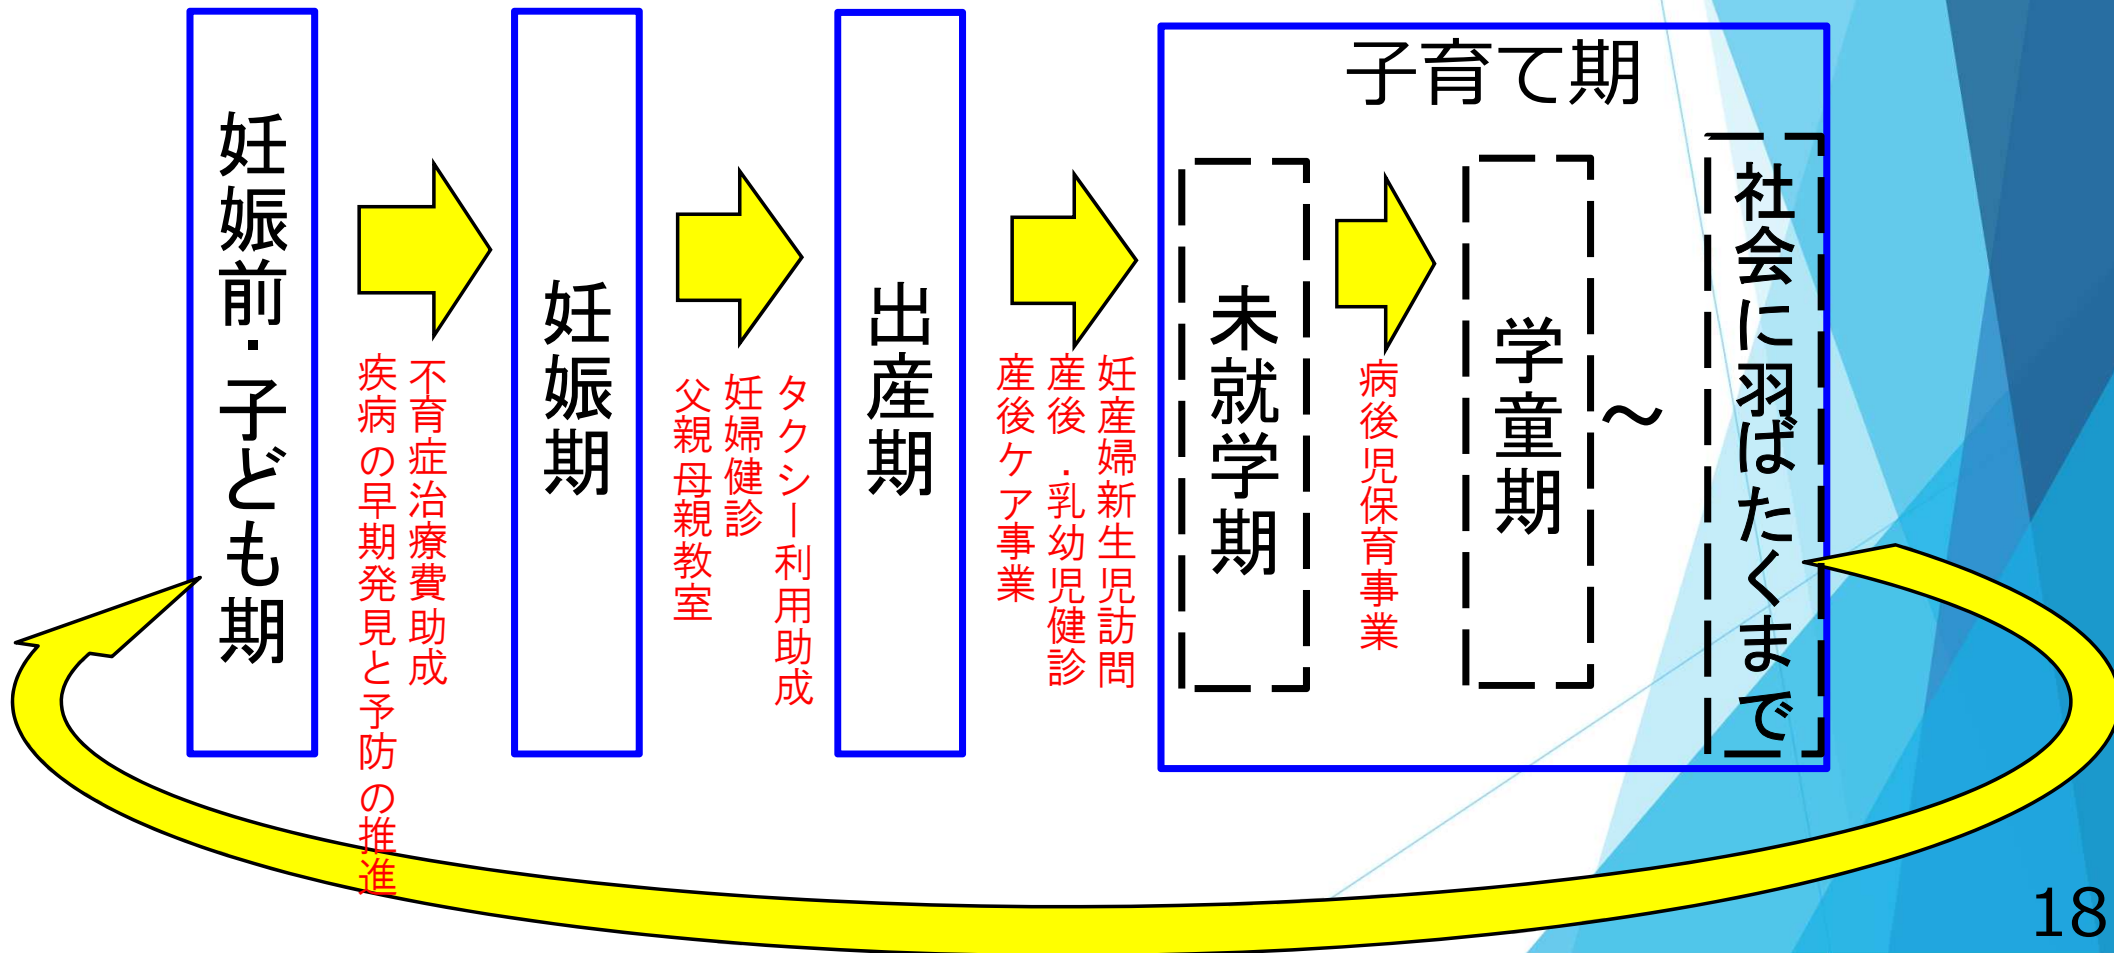 妊娠前・子ども期
不育症治療費助成
疾病の早期発見と予防の推進
妊娠期
タクシー利用助成
妊婦健診
父親母親教室
出産期
妊産婦新生児訪問
産後・乳幼児健診
産後ケア事業
子育て期
未就学期
病後児保育事業
学童期
～
社会に羽ばたくまで
18